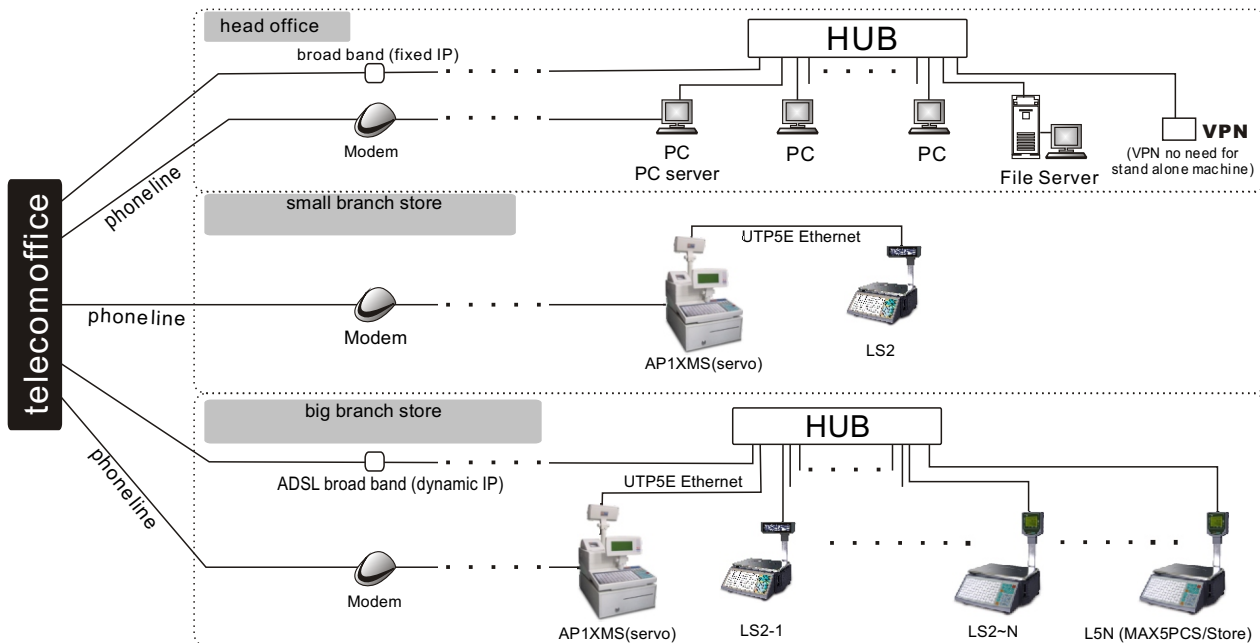 head office
broad band (fixed IP)
HUB
Modem
PC
PC server
PC
PC
File Server
VPN
(VPN no need for
stand alone machine)
phoneline
telecomoffice
small branch store
UTP5E Ethernet
phoneline
Modem
AP1XMS(servo)
LS2
big branch store
HUB
ADSL broad band (dynamic IP)
UTP5E Ethernet
phoneline
Modem
AP1XMS(servo)
LS2-1
LS2~N
L5N (MAX5PCS/Store)